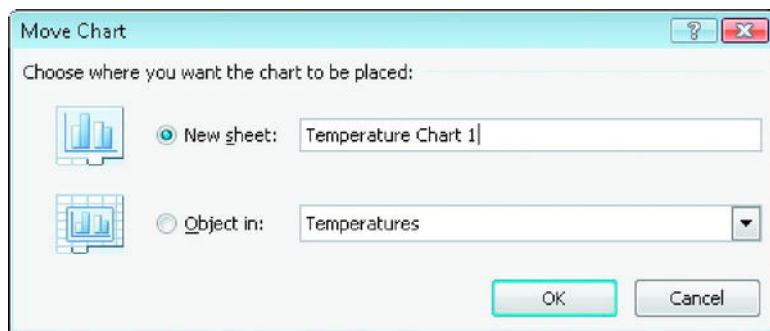 Move Chart
?
Choose where you want the chart to be placed:
New sheet: Temperature Chart 1
Object in: Temperatures
OK Cancel